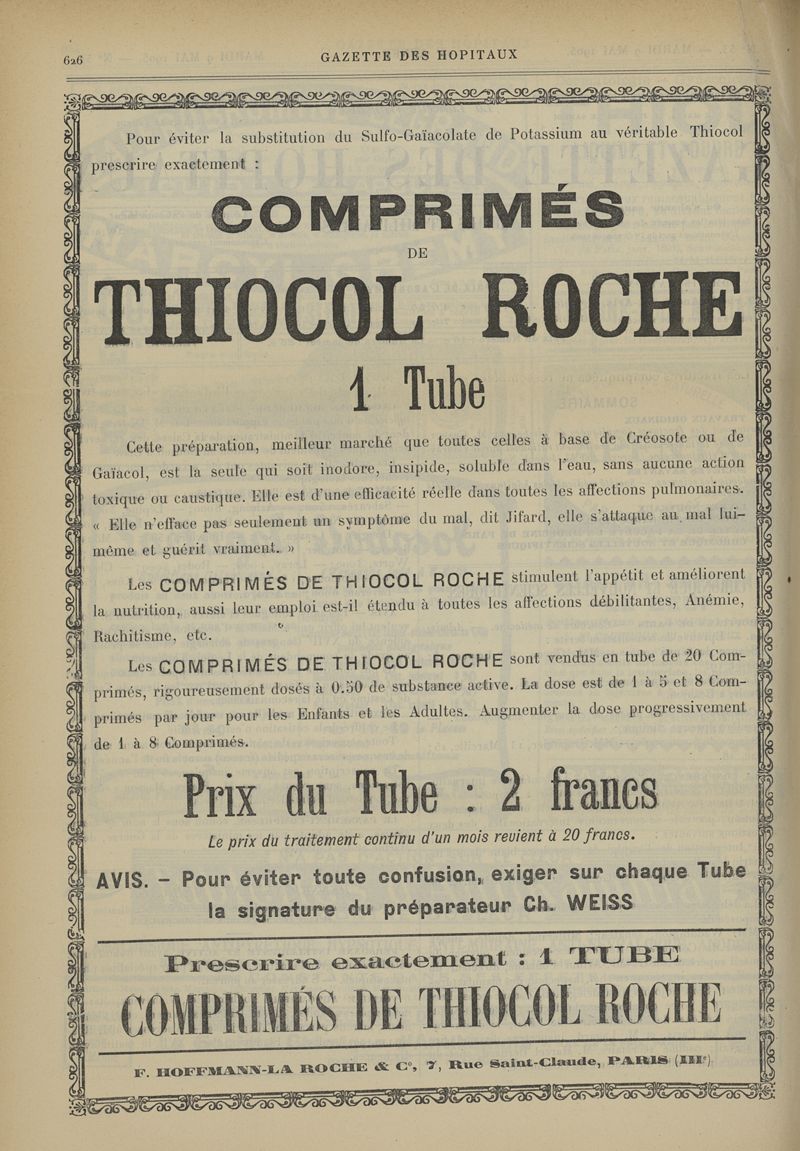 626
GAZETTE DES HOPITAUX
Pour éviter la substitution du Sulfo-Gaïacolate de Potassium au véritable Thiocol
prescrire exactement :
COMPRIMÉS
DE
THIOCOL ROCHE
1 Tube
Cette préparation, meilleur marché que toutes celles à base de Créosote ou de
Gaïacol, est la seule qui soit inodore, insipide, soluble dans l'eau, sans aucune action
toxique ou caustique. Elle est d'une efficacité réelle dans toutes les affections pulmonaires.
« Elle n'efface pas seulement un symptôme du mal, dit Jifard, elle s'attaque au mal lui-
même et guérit vraiment. »
Les COMPRIMÉS DE THIOCOL ROCHE stimulent l'appétit et améliorent
la nutrition, aussi leur emploi est-il étendu à toutes les affections débilitantes, Anémie,
Rachitisme, etc.
Les COMPRIMÉS DE THIOCOL ROCHE sont vendus en tube de 20 Com-
primés, rigoureusement dosés à 0.50 de substance active. La dose est de 1 à 5 et 8 Com-
primés par jour pour les Enfants et les Adultes. Augmenter la dose progressivement
de 1 à 8 Comprimés.
Prix du Tube : 2 francs
Le prix du traitement continu d'un mois revient à 20 francs.
AVIS. – Pour éviter toute confusion, exiger sur chaque Tube
la signature du préparateur Ch. WEISS
Prescrire exactement : 1 TUBE
COMPRIMÉS DE THIOCOL ROCHE
F. HOFFMANN-LA ROCHE & Cº, 7, Rue Saint-Claude, PARIS (IIIᵉ)